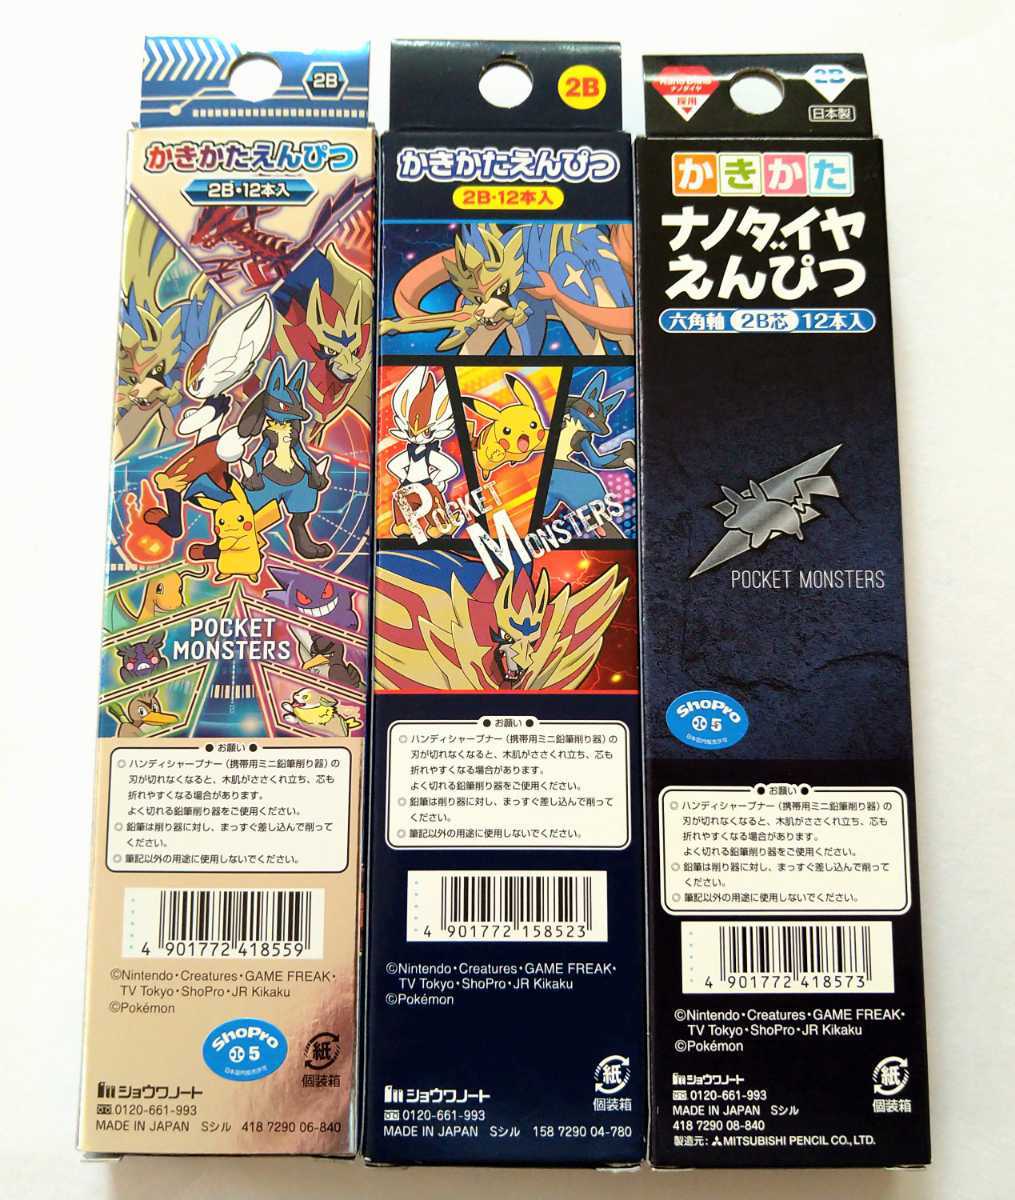 2B
かきかたえんぴつ
2B・12本入
POCKET
MONSTERS
お願い
◎ハンディシャープナー(携帯用ミニ鉛筆削り器)の
刃が切れなくなると、木肌がささくれ立ち、芯も
折れやすくなる場合があります。
よく切れる鉛筆削り器をご使用ください。
◎鉛筆は削り器に対し、まっすぐ差し込んで削って
ください。
◎筆記以外の用途に使用しないでください。
4 901772 418559
©Nintendo・Creatures・GAME FREAK・
TV Tokyo・ShoPro・JR Kikaku
©Pokémon
ShoPro
小 5
日本国内販売許可
紙
個装箱
ショウワノート
0120-661-993
MADE IN JAPAN Sシル 418 7290 06-840
2B
かきかたえんぴつ
2B・12本入
POCKET
MONSTERS
お願い
◎ハンディシャープナー(携帯用ミニ鉛筆削り器)の
刃が切れなくなると、木肌がささくれ立ち、芯も
折れやすくなる場合があります。
よく切れる鉛筆削り器をご使用ください。
◎鉛筆は削り器に対し、まっすぐ差し込んで削って
ください。
◎筆記以外の用途に使用しないでください。
4 901772 158523
©Nintendo・Creatures・GAME FREAK・
TV Tokyo・ShoPro・JR Kikaku
©Pokémon
紙
個装箱
ショウワノート
0120-661-993
MADE IN JAPAN Sシル 158 7290 04-780
Nano Diana
ナノダイヤ
採用
2B
日本製
かきかた
ナノダイヤ
えんぴつ
六角軸 2B芯 12本入
POCKET MONSTERS
ShoPro
小 5
日本国内販売許可
お願い
◎ハンディシャープナー(携帯用ミニ鉛筆削り器)の
刃が切れなくなると、木肌がささくれ立ち、芯も
折れやすくなる場合があります。
よく切れる鉛筆削り器をご使用ください。
◎鉛筆は削り器に対し、まっすぐ差し込んで削って
ください。
◎筆記以外の用途に使用しないでください。
4 901772 418573
©Nintendo・Creatures・GAME FREAK・
TV Tokyo・ShoPro・JR Kikaku
©Pokémon
紙
個装箱
ショウワノート
0120-661-993
MADE IN JAPAN Sシル
418 7290 08-840
製造元:MITSUBISHI PENCIL CO., LTD.